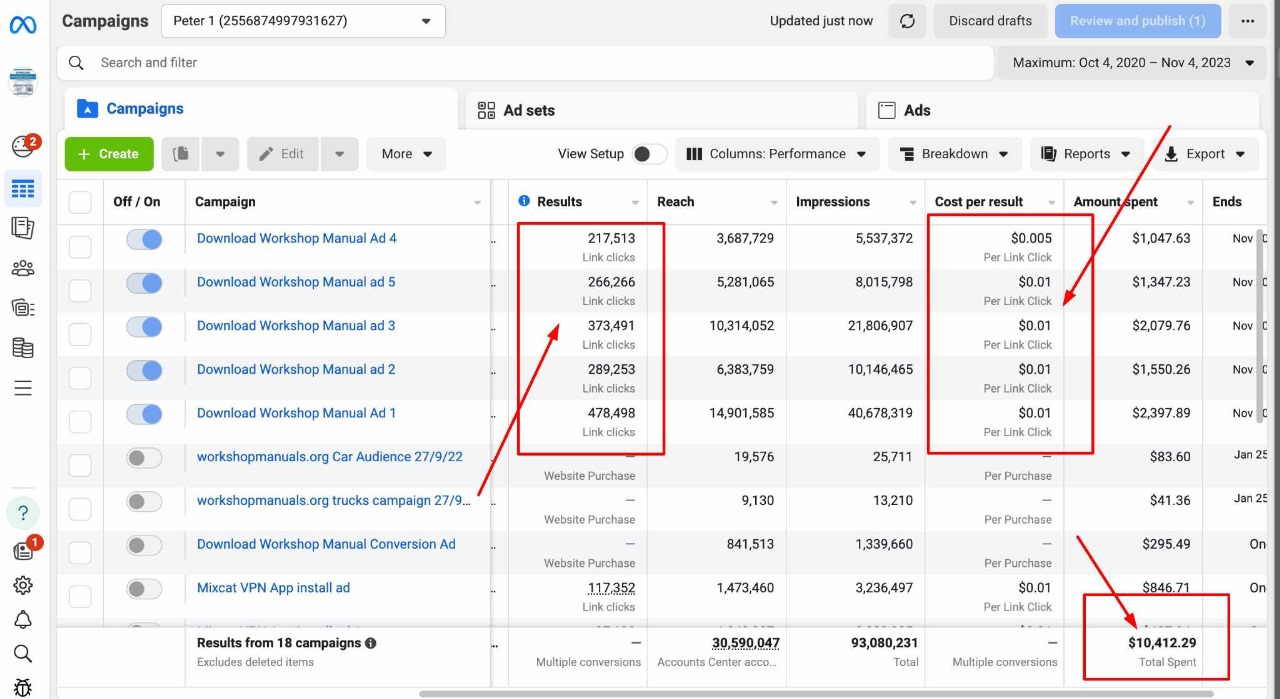 Campaigns
Peter 1 (2556874997931627)
Updated just now
Discard drafts
Review and publish (1)
Search and filter
Maximum: Oct 4, 2020 – Nov 4, 2023
Campaigns
Ad sets
Ads
+ Create
Edit
More
View Setup
Columns: Performance
Breakdown
Reports
Export
2
Off / On Campaign Results Reach Impressions Cost per result Amount spent Ends
Download Workshop Manual Ad 4 ... 217,513 3,687,729 5,537,372 $0.005 $1,047.63 Nov
Link clicks Per Link Click
Download Workshop Manual ad 5 ... 266,266 5,281,065 8,015,798 $0.01 $1,347.23 Nov
Link clicks Per Link Click
Download Workshop Manual ad 3 ... 373,491 10,314,052 21,806,907 $0.01 $2,079.76 Nov
Link clicks Per Link Click
Download Workshop Manual ad 2 ... 289,253 6,383,759 10,146,465 $0.01 $1,550.26 Nov
Link clicks Per Link Click
Download Workshop Manual Ad 1 ... 478,498 14,901,585 40,678,319 $0.01 $2,397.89 Nov
Link clicks Per Link Click
workshopmanuals.org Car Audience 27/9/22 ... — 19,576 25,711 — $83.60 Jan 25
Website Purchase Per Purchase
workshopmanuals.org trucks campaign 27/9... ... — 9,130 13,210 — $41.36 Jan 25
Website Purchase Per Purchase
Download Workshop Manual Conversion Ad ... — 841,513 1,339,660 — $295.49 On
Website Purchase Per Purchase
Mixcat VPN App install ad ... 117,352 1,473,460 3,236,497 $0.01 $846.71 On
Link clicks Per Link Click
?
1
Results from 18 campaigns ... — 30,590,047 93,080,231 — $10,412.29
Excludes deleted items Multiple conversions Accounts Center acco... Total Multiple conversions Total Spent